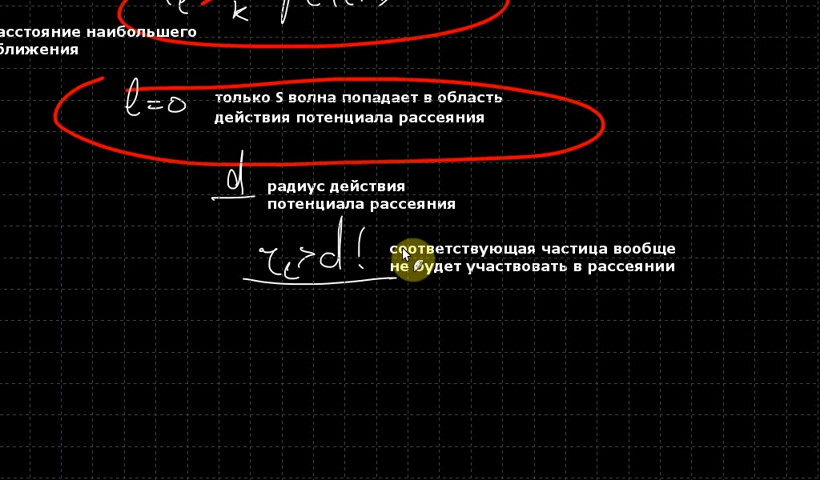 асстояние наибольшего
ближения
l=0
только S волна попадает в область
действия потенциала рассеяния
d
радиус действия
потенциала рассеяния
r_l>d!
соответствующая частица вообще
не будет участвовать в рассеянии